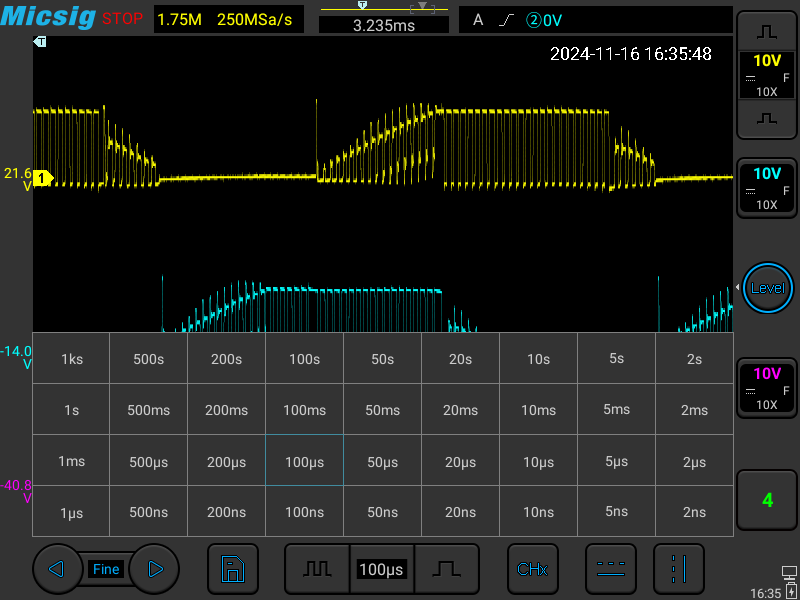 Micsig STOP 1.75M 250MSa/s 3.235ms A ②0V
T
2024-11-16 16:35:48
10V
F
10X
21.6
V
1
10V
F
10X
Level
-14.0
V
1ks 500s 200s 100s 50s 20s 10s 5s 2s
1s 500ms 200ms 100ms 50ms 20ms 10ms 5ms 2ms
10V
F
10X
1ms 500µs 200µs 100µs 50µs 20µs 10µs 5µs 2µs
-40.8
V
1µs 500ns 200ns 100ns 50ns 20ns 10ns 5ns 2ns
4
Fine 100µs CHx
16:35